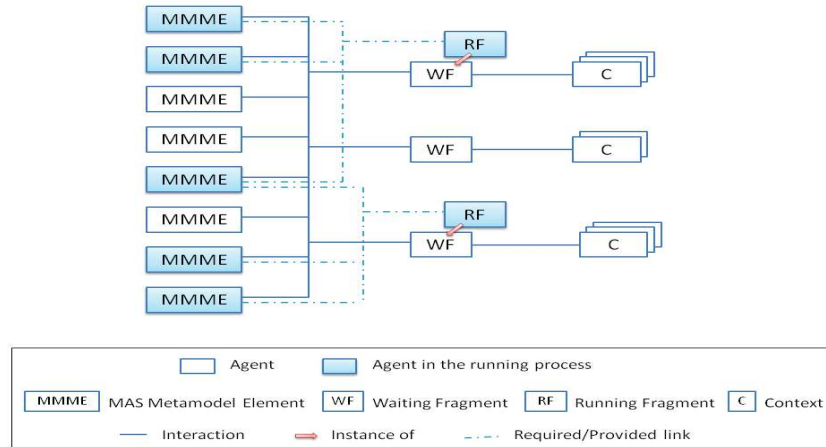 MMME
RF
MMME
WF
C
MMME
MMME
WF
C
MMME
MMME
RF
WF
C
MMME
MMME
Agent
Agent in the running process
MMME MAS Metamodel Element WF Waiting Fragment RF Running Fragment C Context
Interaction Instance of Required/Provided link